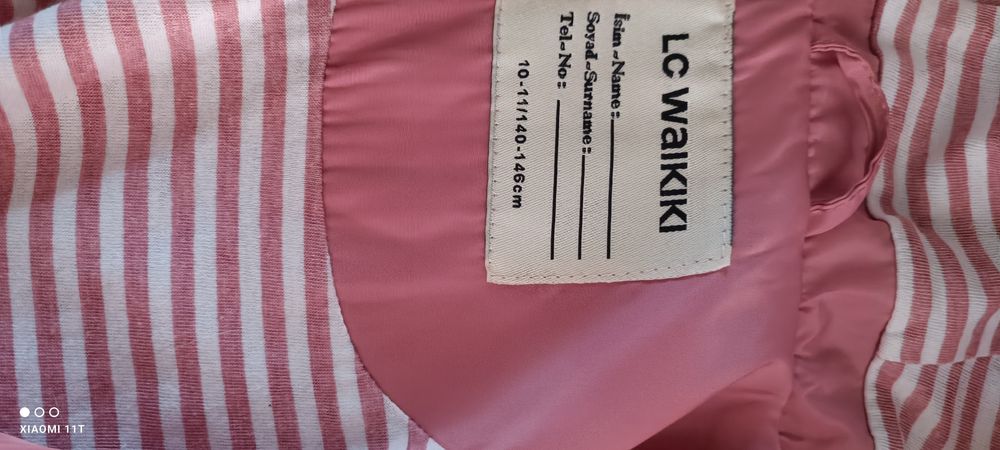 LC WAIKIKI
İsim-Name:
Soyad-Surname:
Tel-No:
10-11/140-146cm
XIAOMI 11T